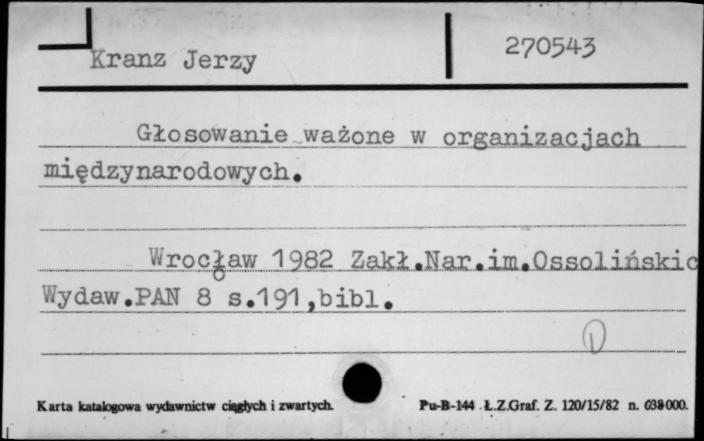 Kranz Jerzy 270543
Głosowanie ważone w organizacjach
międzynarodowych.
Wrocław 1982 Zakł.Nar.im.Ossolińskic
Wydaw.PAN 8° s.191,bibl.
Karta katalogowa wydawnictw ciągłych i zwartych. Pu-B-144 Ł.Z.Graf. Z. 120/15/82 n. 638000.